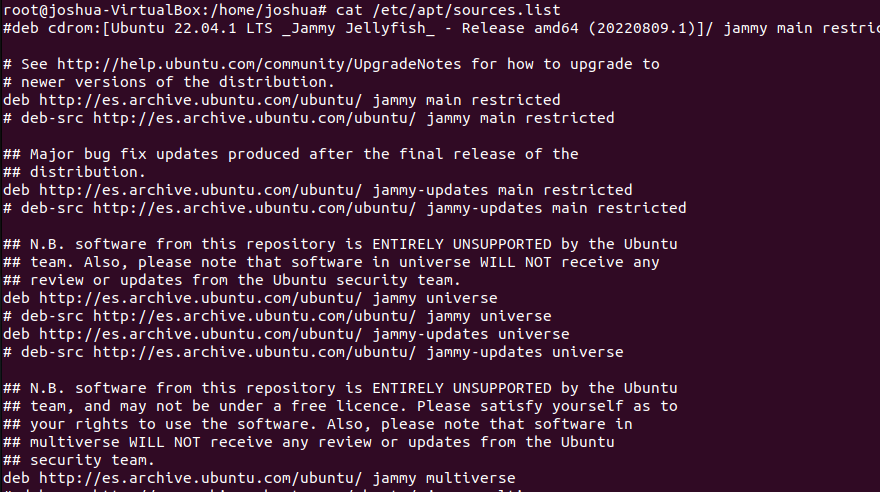 root@joshua-VirtualBox:/home/joshua# cat /etc/apt/sources.list
#deb cdrom:[Ubuntu 22.04.1 LTS _Jammy Jellyfish_ - Release amd64 (20220809.1)]/ jammy main
# See http://help.ubuntu.com/community/UpgradeNotes for how to upgrade to
# newer versions of the distribution.
deb http://es.archive.ubuntu.com/ubuntu/ jammy main restricted
# deb-src http://es.archive.ubuntu.com/ubuntu/ jammy main restricted
## Major bug fix updates produced after the final release of the
## distribution.
deb http://es.archive.ubuntu.com/ubuntu/ jammy-updates main restricted
# deb-src http://es.archive.ubuntu.com/ubuntu/ jammy-updates main restricted
## N.B. software from this repository is ENTIRELY UNSUPPORTED by the Ubuntu
## team. Also, please note that software in universe WILL NOT receive any
## review or updates from the Ubuntu security team.
deb http://es.archive.ubuntu.com/ubuntu/ jammy universe
# deb-src http://es.archive.ubuntu.com/ubuntu/ jammy universe
deb http://es.archive.ubuntu.com/ubuntu/ jammy-updates universe
# deb-src http://es.archive.ubuntu.com/ubuntu/ jammy-updates universe
## N.B. software from this repository is ENTIRELY UNSUPPORTED by the Ubuntu
## team, and may not be under a free licence. Please satisfy yourself as to
## your rights to use the software. Also, please note that software in
## multiverse WILL NOT receive any review or updates from the Ubuntu
## security team.
deb http://es.archive.ubuntu.com/ubuntu/ jammy multiverse